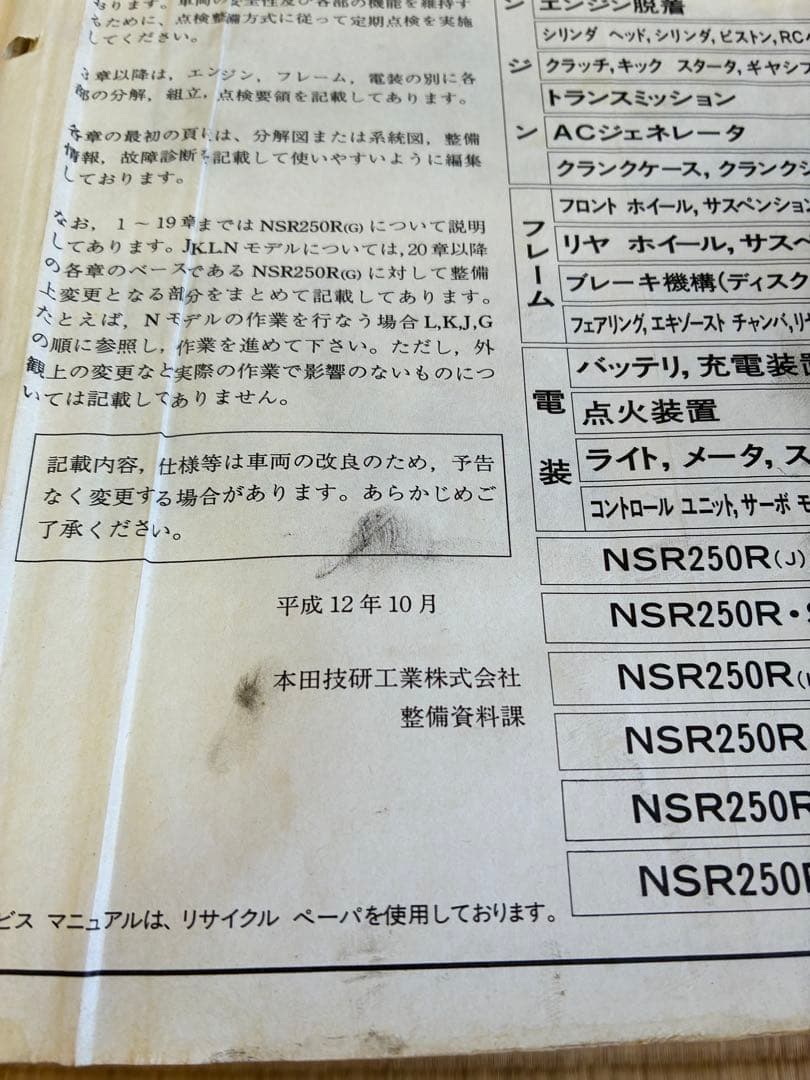 おります。車両の安全性及び各部の機能を維持す
るために、点検整備方式に従って定期点検を実施
してください。
各章以降は，エンジン，フレーム，電装の別に各
部の分解，組立，点検要領を記載してあります。
各章の最初の頁には、分解図または系統図，整備
情報，故障診断を記載して使いやすいように編集
しております。
なお，1～19章まではNSR250R(G)について説明
してあります。J.K.L.Nモデルについては,20章以降
の各章のベースであるNSR250R(G)に対して整備
上変更となる部分をまとめて記載してあります。
たとえば，Nモデルの作業を行なう場合L,K,J,G
の順に参照し，作業を進めて下さい。ただし，外
観上の変更など実際の作業で影響のないものにつ
いては記載してありません。
記載内容，仕様等は車両の改良のため，予告
なく変更する場合があります。あらかじめご
了承ください。
平成12年10月
本田技研工業株式会社
整備資料課
ビス マニュアルは、リサイクル ペーパを使用しております。
ン
ジ
ン
エンジン脱着
シリンダ ヘッド,シリンダ,ピストン,RC
クラッチ,キック スタータ,ギヤシフ
トランスミッション
ACジェネレータ
クランクケース,クランクシ
フレーム
フロント ホイール,サスペンション
リヤ ホイール,サスペ
ブレーキ機構(ディスク
フェアリング,エキゾースト チャンバ,リヤ
電装
バッテリ,充電装置
点火装置
ライト,メータ,ス
コントロール ユニット,サーボ モ
NSR250R(J)
NSR250R・S
NSR250R(
NSR250R
NSR250R
NSR250R